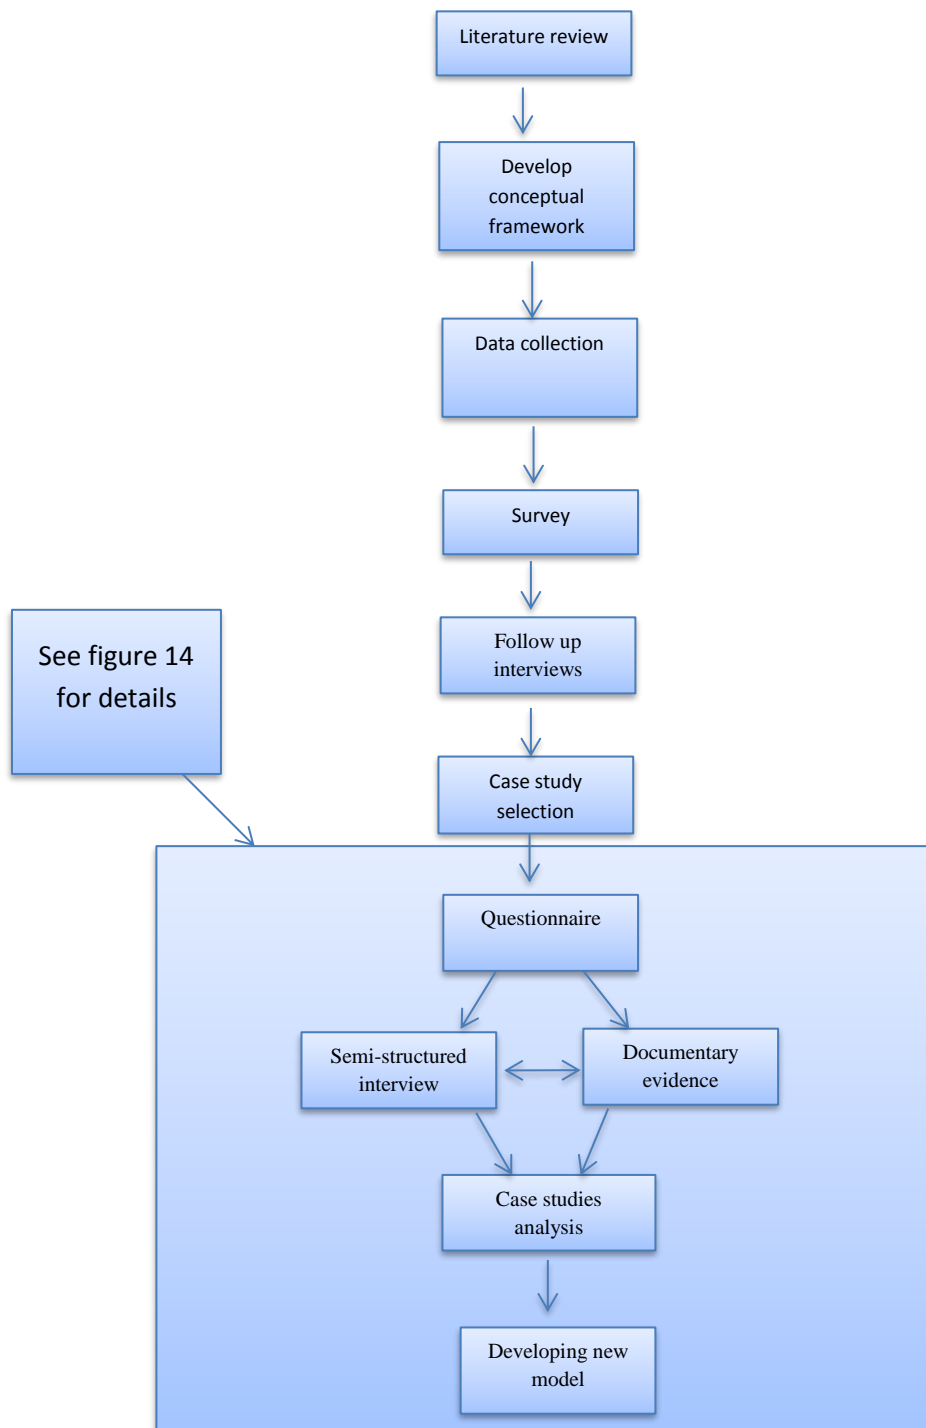 Literature review
Develop
conceptual
framework
Data collection
Survey
Follow up
interviews
See figure 14
for details
Case study
selection
Questionnaire
Semi-structured
interview
Documentary
evidence
Case studies
analysis
Developing new
model